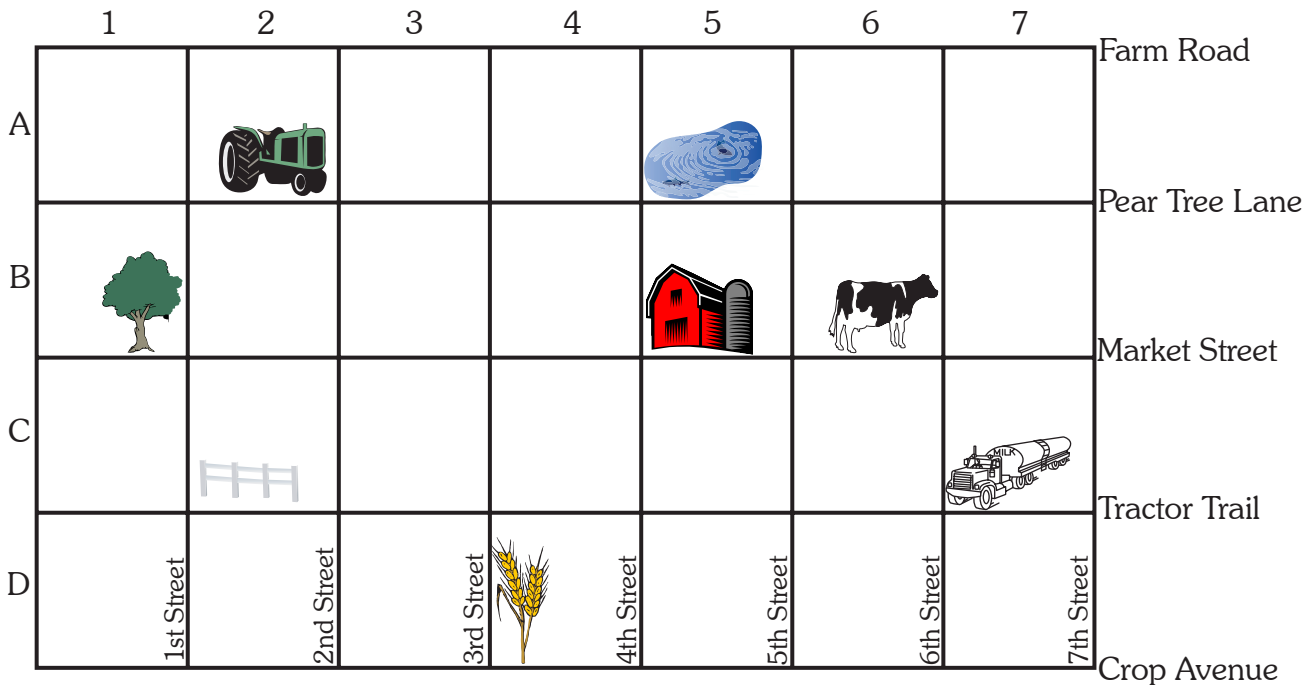 1 2 3 4 5 6 7
Farm Road
A
Pear Tree Lane
B
Market Street
C
MILK
Tractor Trail
D
1st Street
2nd Street
3rd Street
4th Street
5th Street
6th Street
7th Street
Crop Avenue